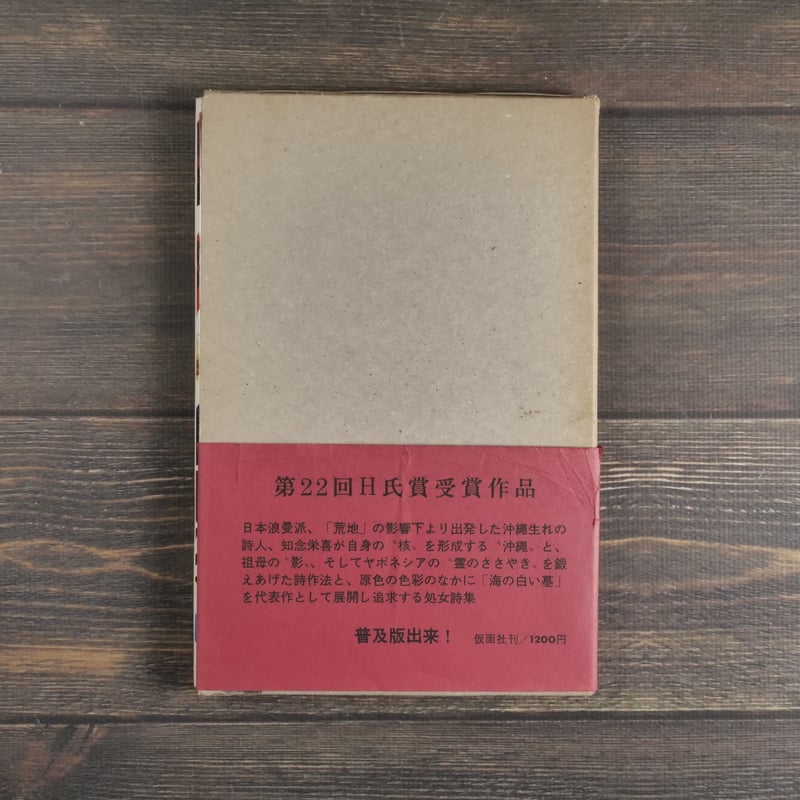 第22回H氏賞受賞作品
日本浪曼派、「荒地」の影響下より出発した沖縄生れの
詩人、知念栄喜が自身の〝核〟を形成する〝沖縄〟と、
祖母の〝影〟、そしてヤポネシアの〝霊のささやき〟を鍛
えあげた詩作法と、原色の色彩のなかに「海の白い墓」
を代表作として展開し追求する処女詩集
普及版出来! 仮面社刊/1200円